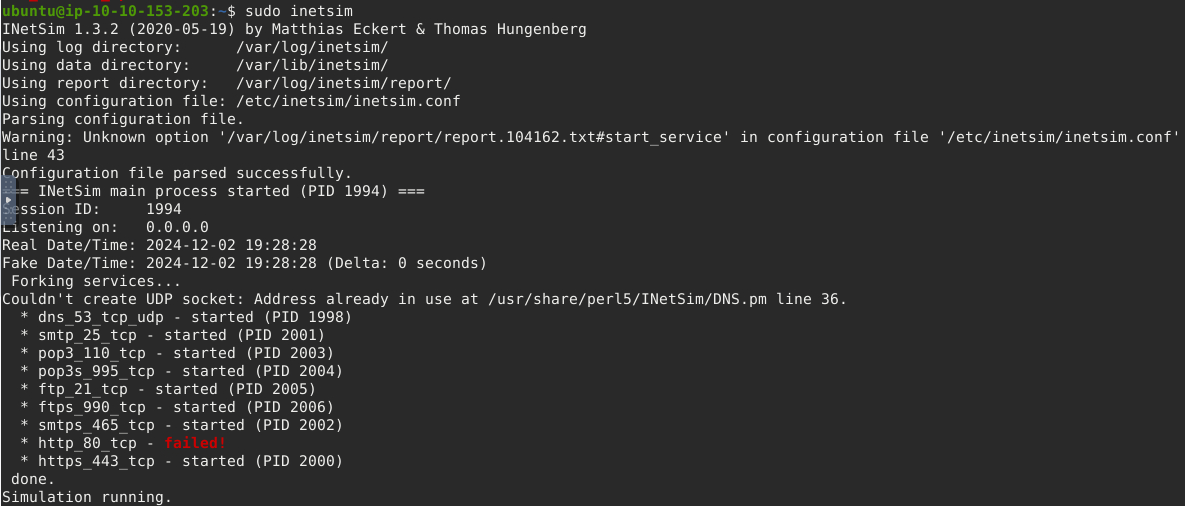 ubuntu@ip-10-10-153-203:~$ sudo inetsim
INetSim 1.3.2 (2020-05-19) by Matthias Eckert & Thomas Hungenberg
Using log directory:      /var/log/inetsim/
Using data directory:     /var/lib/inetsim/
Using report directory:   /var/log/inetsim/report/
Using configuration file: /etc/inetsim/inetsim.conf
Parsing configuration file.
Warning: Unknown option '/var/log/inetsim/report/report.104162.txt#start_service' in configuration file '/etc/inetsim/inetsim.conf'
line 43
Configuration file parsed successfully.
=== INetSim main process started (PID 1994) ===
Session ID:     1994
Listening on:   0.0.0.0
Real Date/Time: 2024-12-02 19:28:28
Fake Date/Time: 2024-12-02 19:28:28 (Delta: 0 seconds)
 Forking services...
Couldn't create UDP socket: Address already in use at /usr/share/perl5/INetSim/DNS.pm line 36.
  * dns_53_tcp_udp - started (PID 1998)
  * smtp_25_tcp - started (PID 2001)
  * pop3_110_tcp - started (PID 2003)
  * pop3s_995_tcp - started (PID 2004)
  * ftp_21_tcp - started (PID 2005)
  * ftps_990_tcp - started (PID 2006)
  * smtps_465_tcp - started (PID 2002)
  * http_80_tcp - failed!
  * https_443_tcp - started (PID 2000)
 done.
Simulation running.